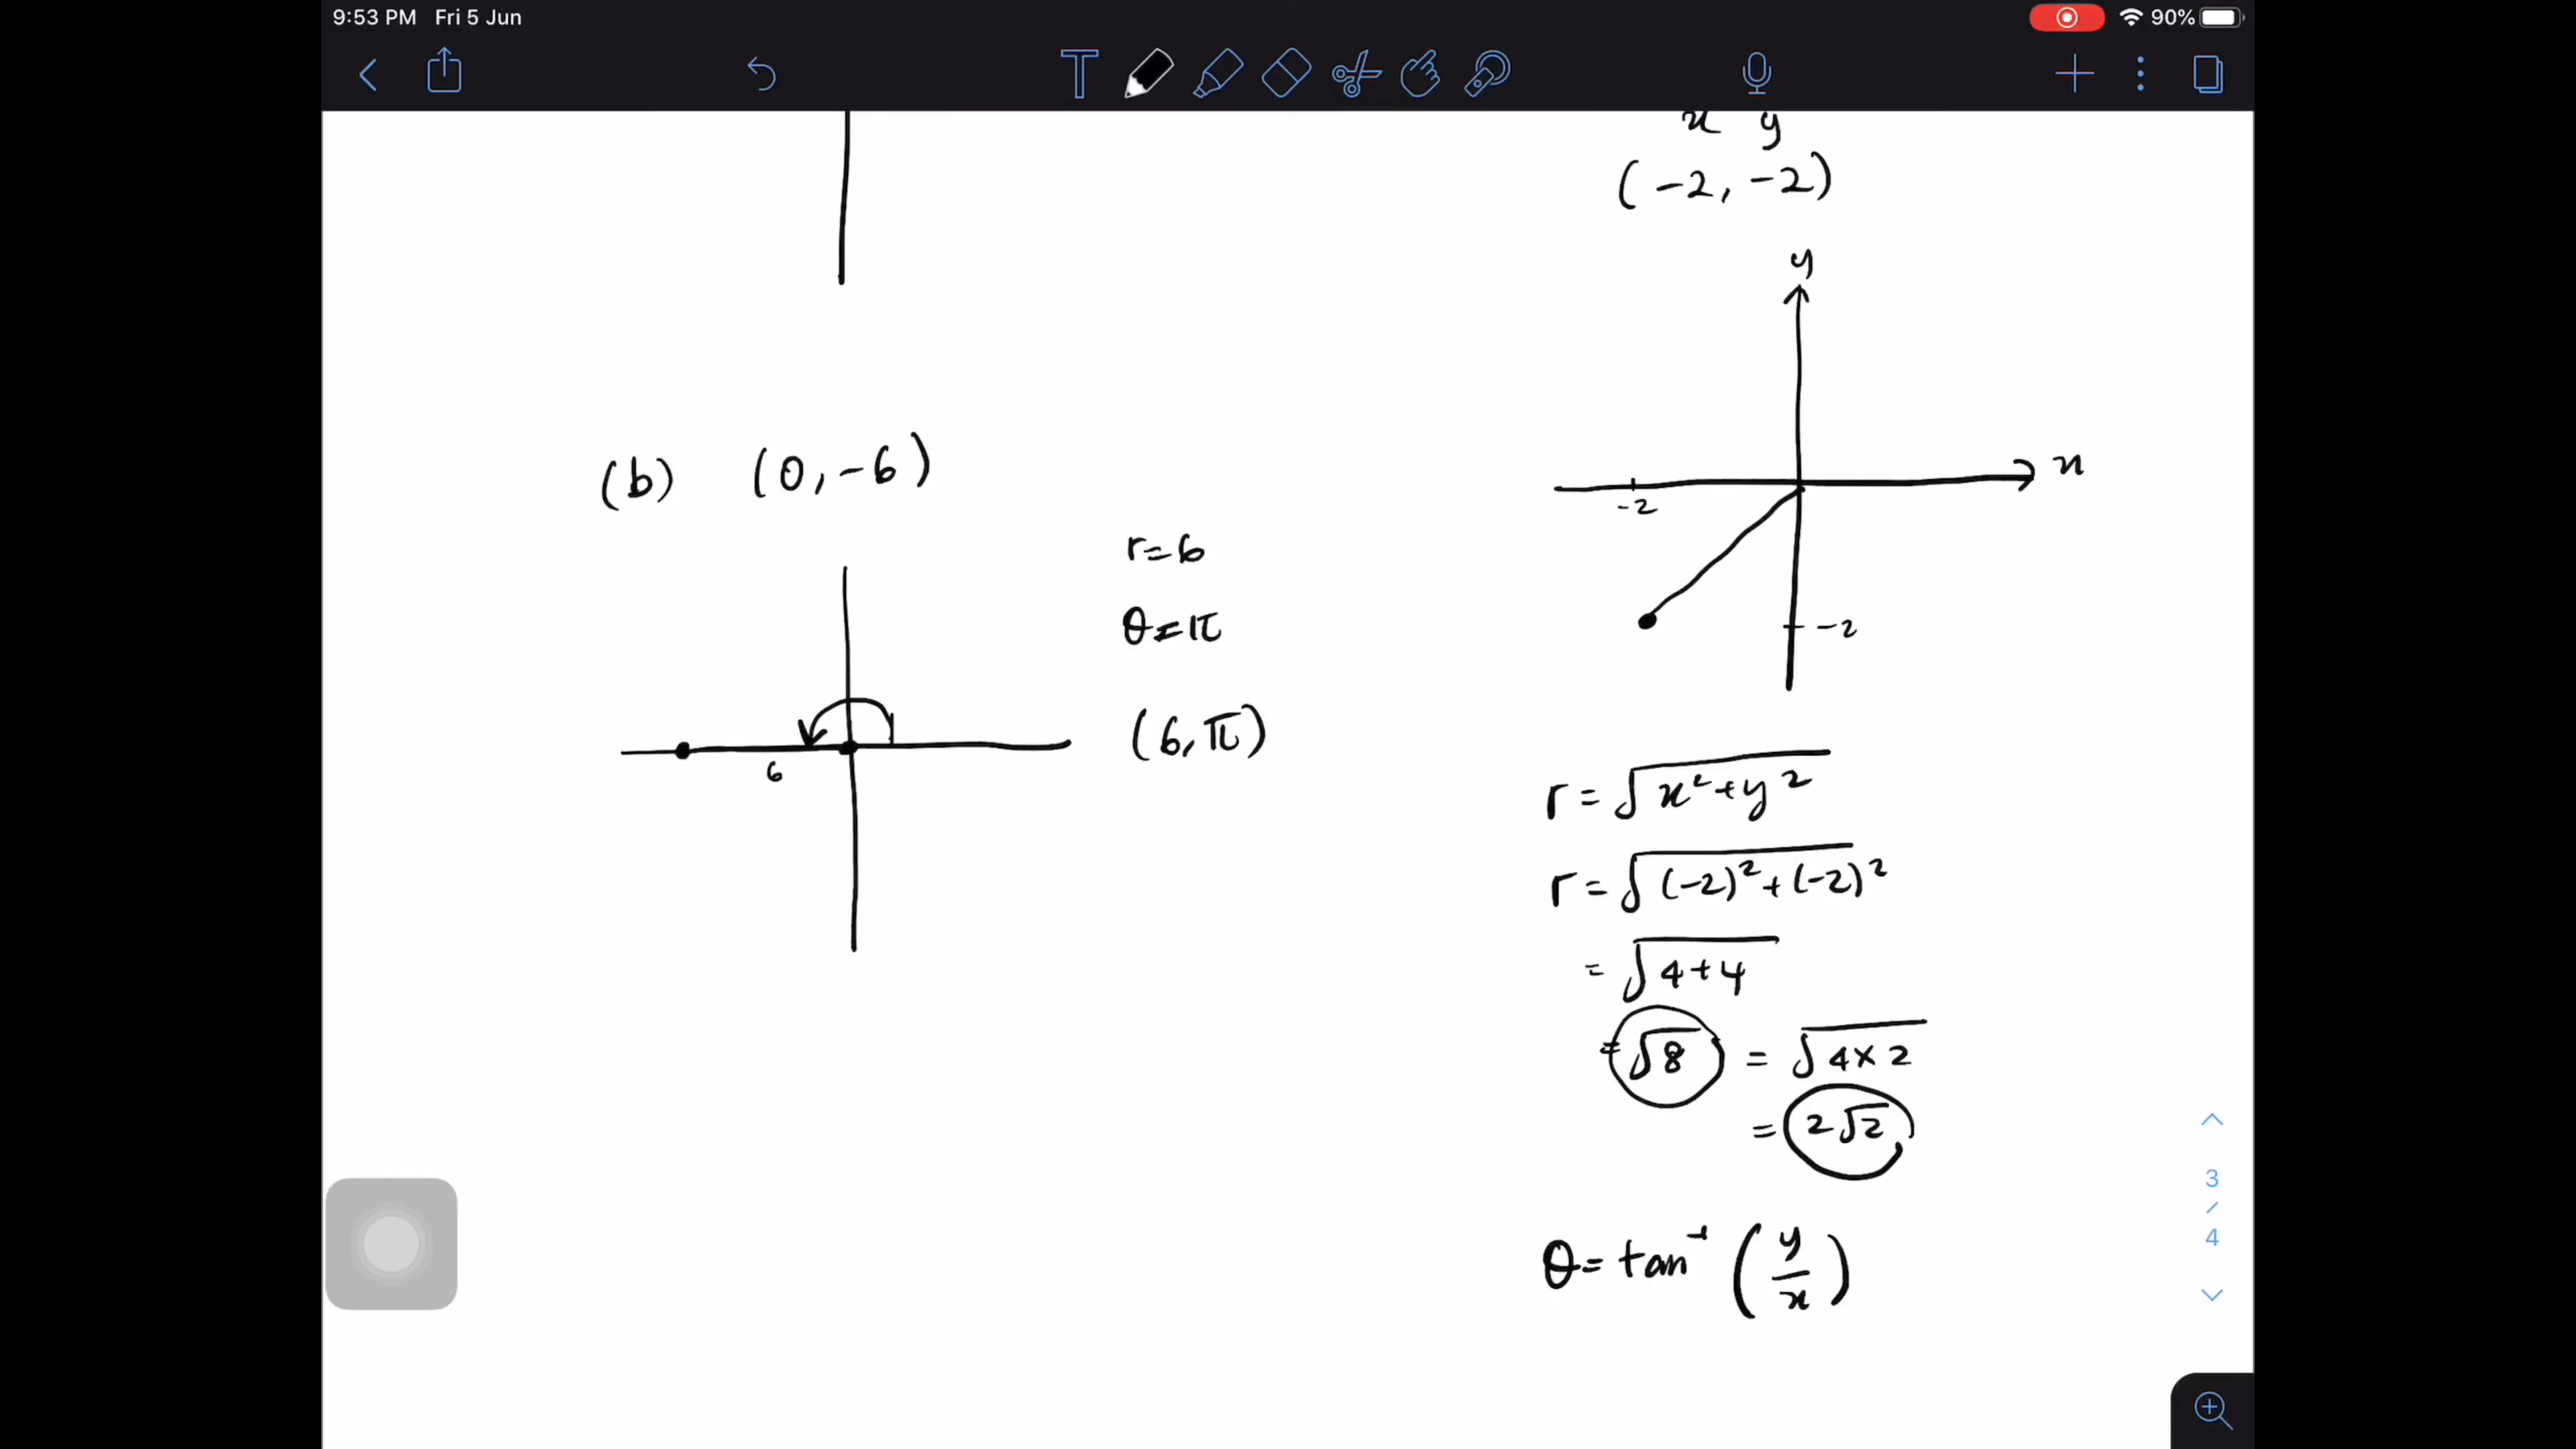 9:53 PM Fri 5 Jun
90%
T
(b) (0, -6)
r = 6
θ = π
6
(6, π)
x y
(-2, -2)
y
x
-2
-2
r = √x²+y²
r = √(-2)²+(-2)²
= √4+4
= √8 = √4×2
= 2√2
θ = tan⁻¹ (y/x)
3
/
4